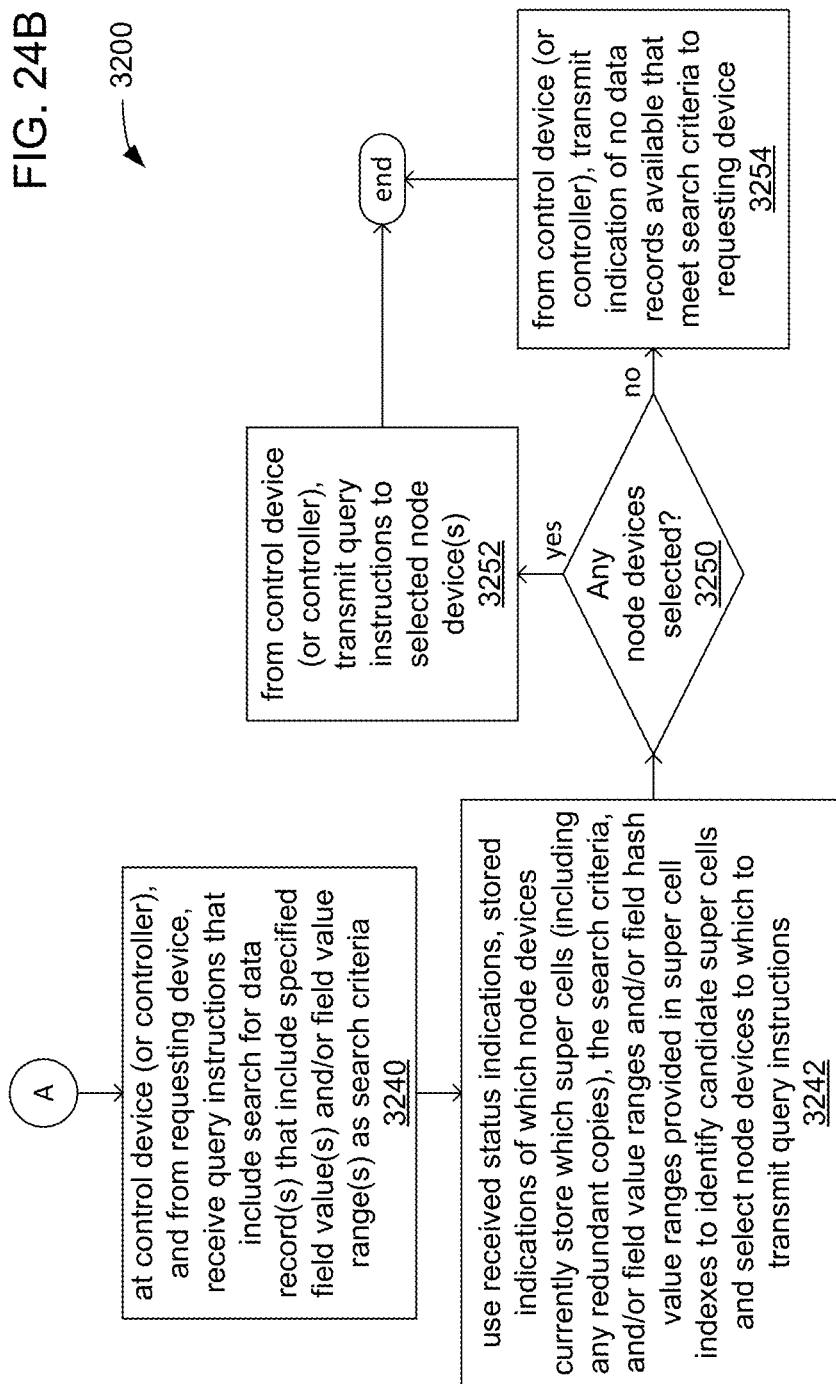 FIG. 24B
3200
A
at control device (or controller),
and from requesting device,
receive query instructions that
include search for data
record(s) that include specified
field value(s) and/or field value
range(s) as search criteria
3240
use received status indications, stored
indications of which node devices
currently store which super cells (including
any redundant copies), the search criteria,
and/or field value ranges and/or field hash
value ranges provided in super cell
indexes to identify candidate super cells
and select node devices to which to
transmit query instructions
3242
Any
node devices
selected?
3250
yes
no
from control device
(or controller),
transmit query
instructions to
selected node
device(s)
3252
from control device (or
controller), transmit
indication of no data
records available that
meet search criteria to
requesting device
3254
end